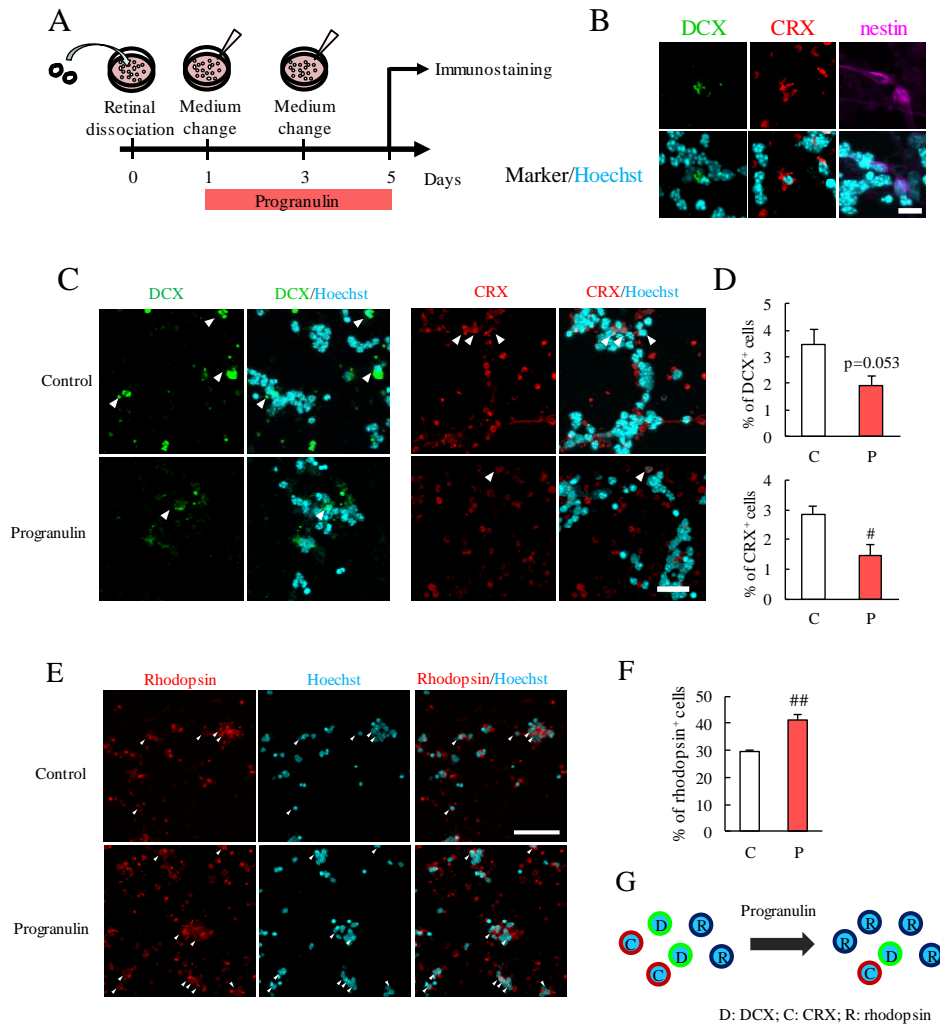 A
Retinal
dissociation
Medium
change
Medium
change
Immunostaining
0
1
3
5
Days
Progranulin
B
DCX
CRX
nestin
Marker/Hoechst
C
DCX
DCX/Hoechst
CRX
CRX/Hoechst
Control
Progranulin
D
% of DCX⁺ cells
5
4
3
2
1
0
p=0.053
C
P
% of CRX⁺ cells
4
3
2
1
0
#
C
P
E
Rhodopsin
Hoechst
Rhodopsin/Hoechst
Control
Progranulin
F
% of rhodopsin⁺ cells
50
40
30
20
10
0
##
C
P
G
Progranulin
D
R
C
D
R
C
R
R
R
R
D
R
C
D: DCX; C: CRX; R: rhodopsin